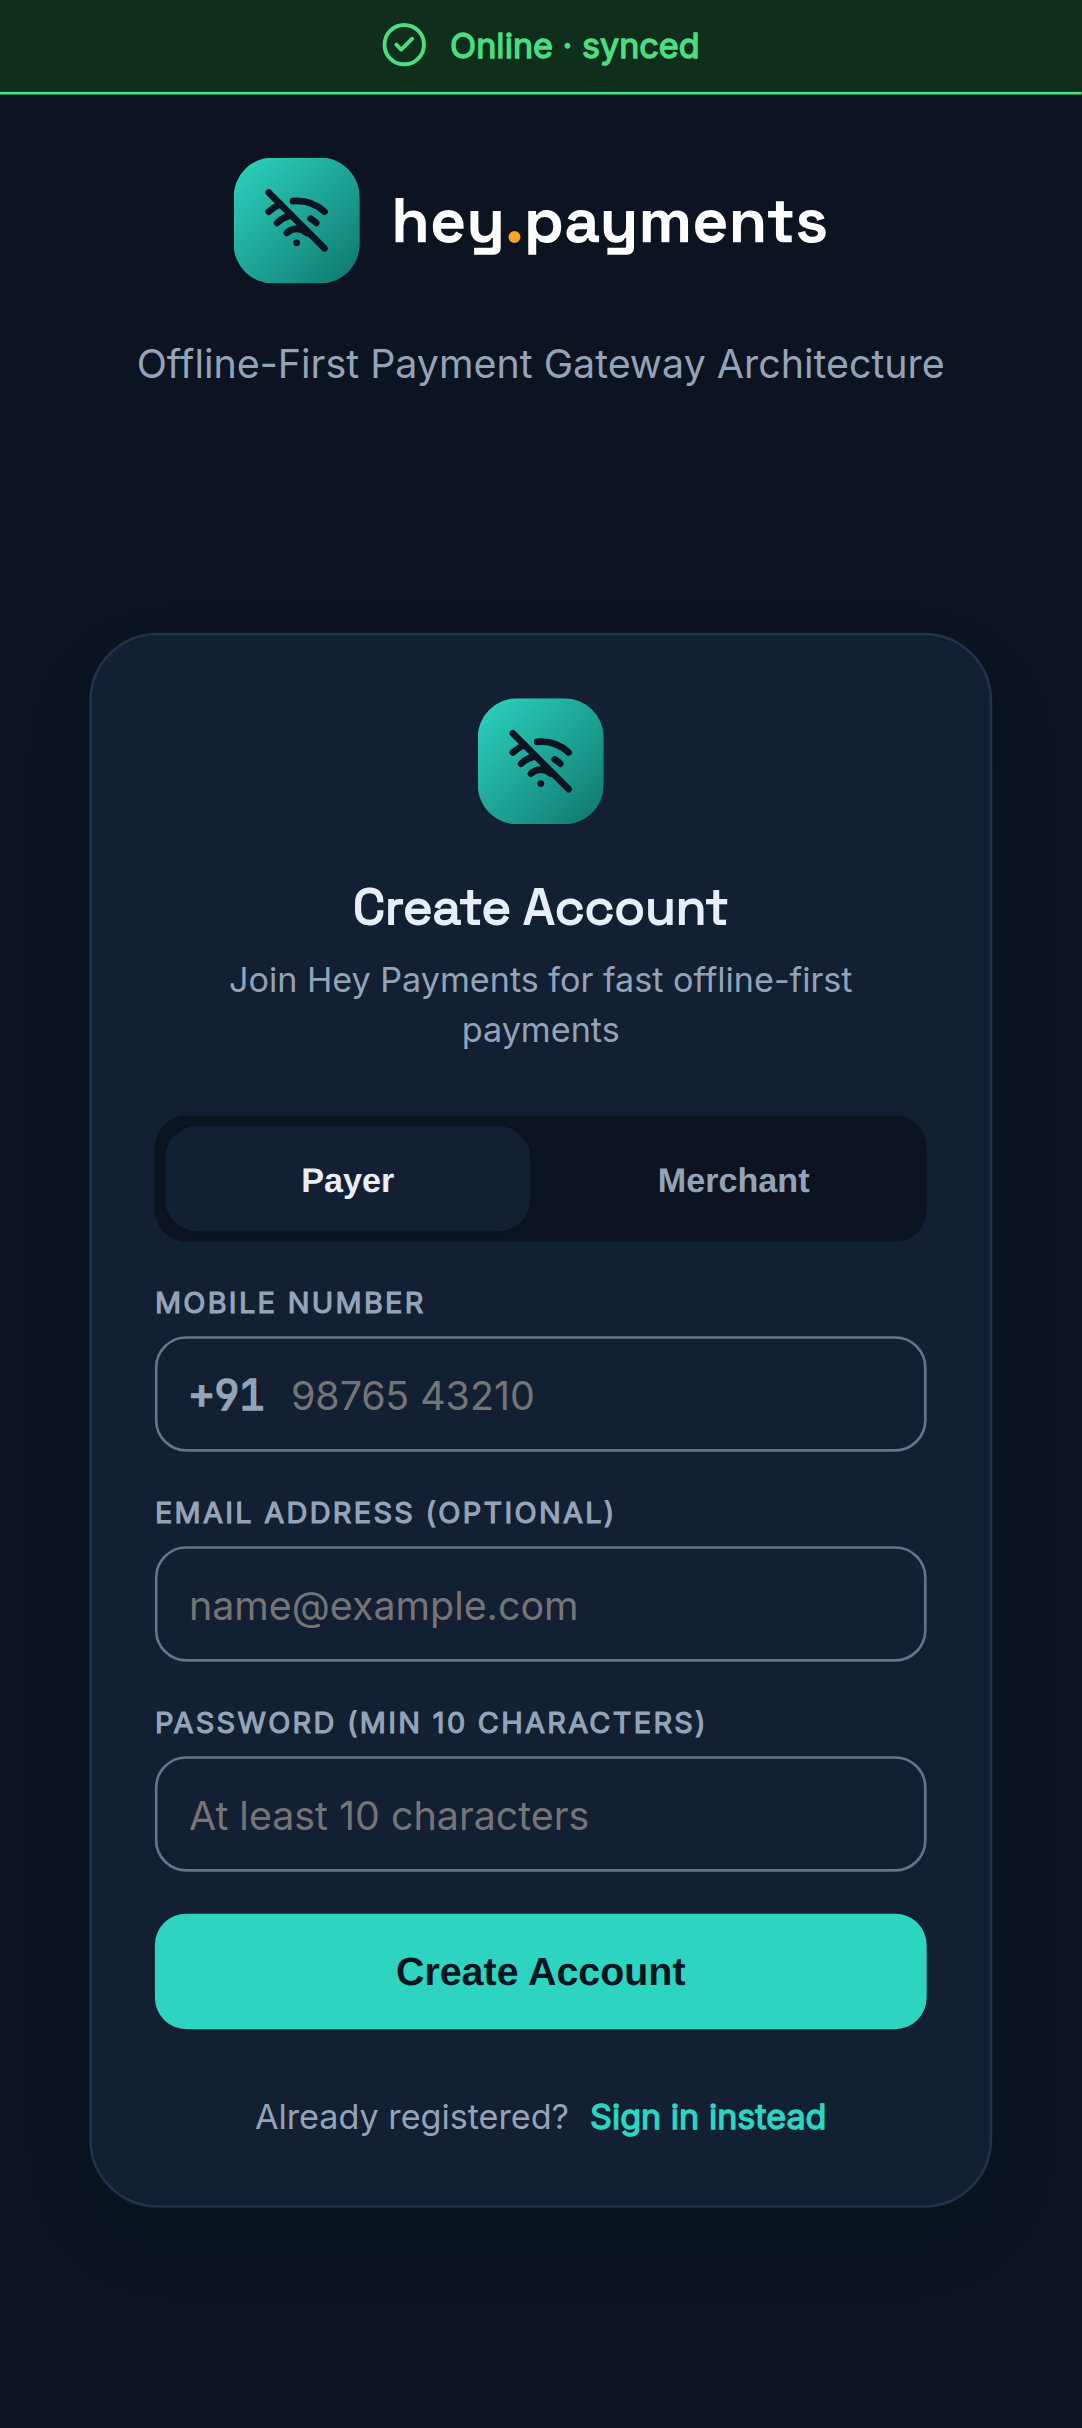 Online · synced
hey.payments
Offline-First Payment Gateway Architecture
Create Account
Join Hey Payments for fast offline-first
payments
Payer
Merchant
MOBILE NUMBER
+91 98765 43210
EMAIL ADDRESS (OPTIONAL)
name@example.com
PASSWORD (MIN 10 CHARACTERS)
At least 10 characters
Create Account
Already registered? Sign in instead